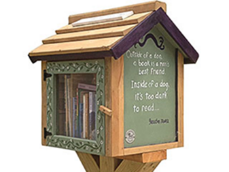 Outside of a dog,
a book is a man's
best friend.
Inside of a dog,
it's too dark
to read...